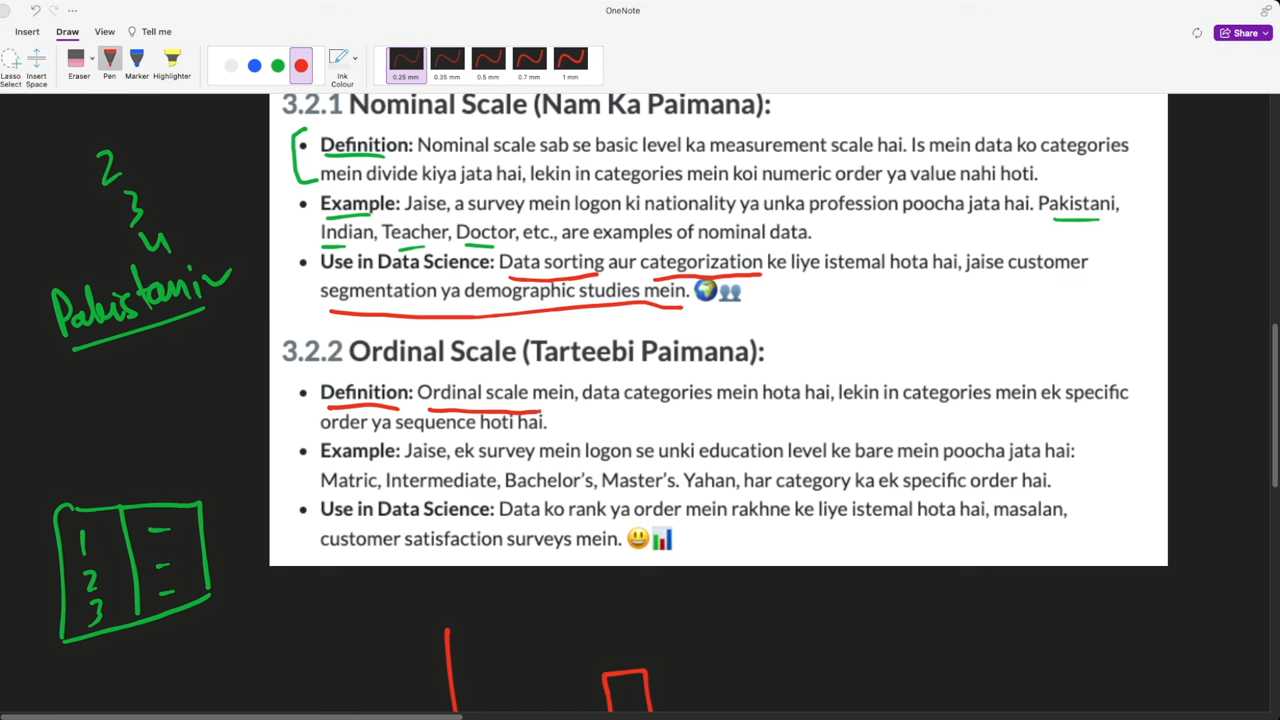 OneNote
Insert
Draw
View
Tell me
Share
Lasso
Select
Insert
Space
Eraser
Pen
Marker
Highlighter
Ink
Colour
0.25 mm
0.35 mm
0.5 mm
0.7 mm
1 mm
3.2.1 Nominal Scale (Nam Ka Paimana):
• Definition: Nominal scale sab se basic level ka measurement scale hai. Is mein data ko categories
mein divide kiya jata hai, lekin in categories mein koi numeric order ya value nahi hoti.
• Example: Jaise, a survey mein logon ki nationality ya unka profession poocha jata hai. Pakistani,
Indian, Teacher, Doctor, etc., are examples of nominal data.
• Use in Data Science: Data sorting aur categorization ke liye istemal hota hai, jaise customer
segmentation ya demographic studies mein. 🌍👥
3.2.2 Ordinal Scale (Tarteebi Paimana):
• Definition: Ordinal scale mein, data categories mein hota hai, lekin in categories mein ek specific
order ya sequence hoti hai.
• Example: Jaise, ek survey mein logon se unki education level ke bare mein poocha jata hai:
Matric, Intermediate, Bachelor’s, Master’s. Yahan, har category ka ek specific order hai.
• Use in Data Science: Data ko rank ya order mein rakhne ke liye istemal hota hai, masalan,
customer satisfaction surveys mein. 😃📊
2
3
4
Pakistani
1 –
2 –
3 –